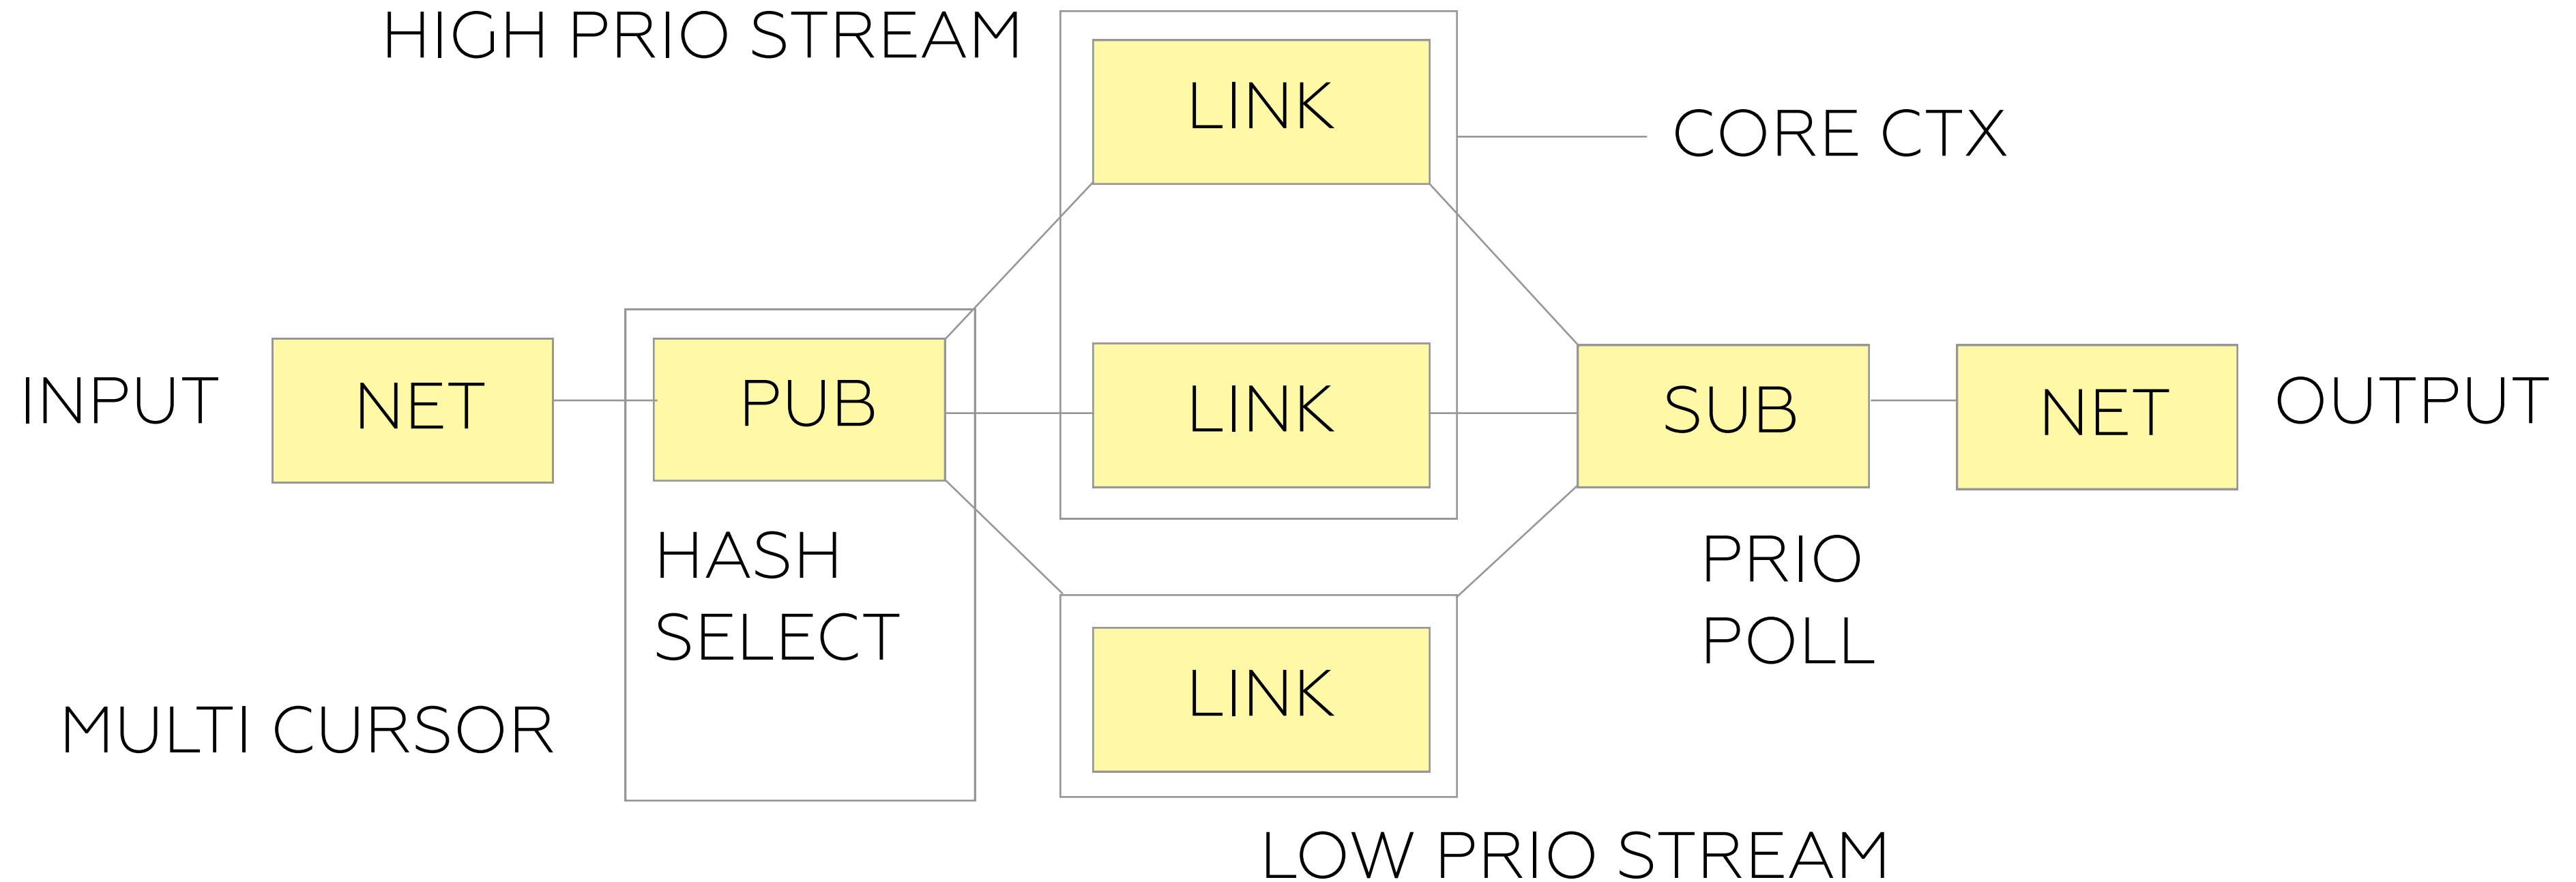 HIGH PRIO STREAM
LINK
CORE CTX
INPUT
NET
PUB
LINK
SUB
NET
OUTPUT
HASH
SELECT
PRIO
POLL
LINK
MULTI CURSOR
LOW PRIO STREAM